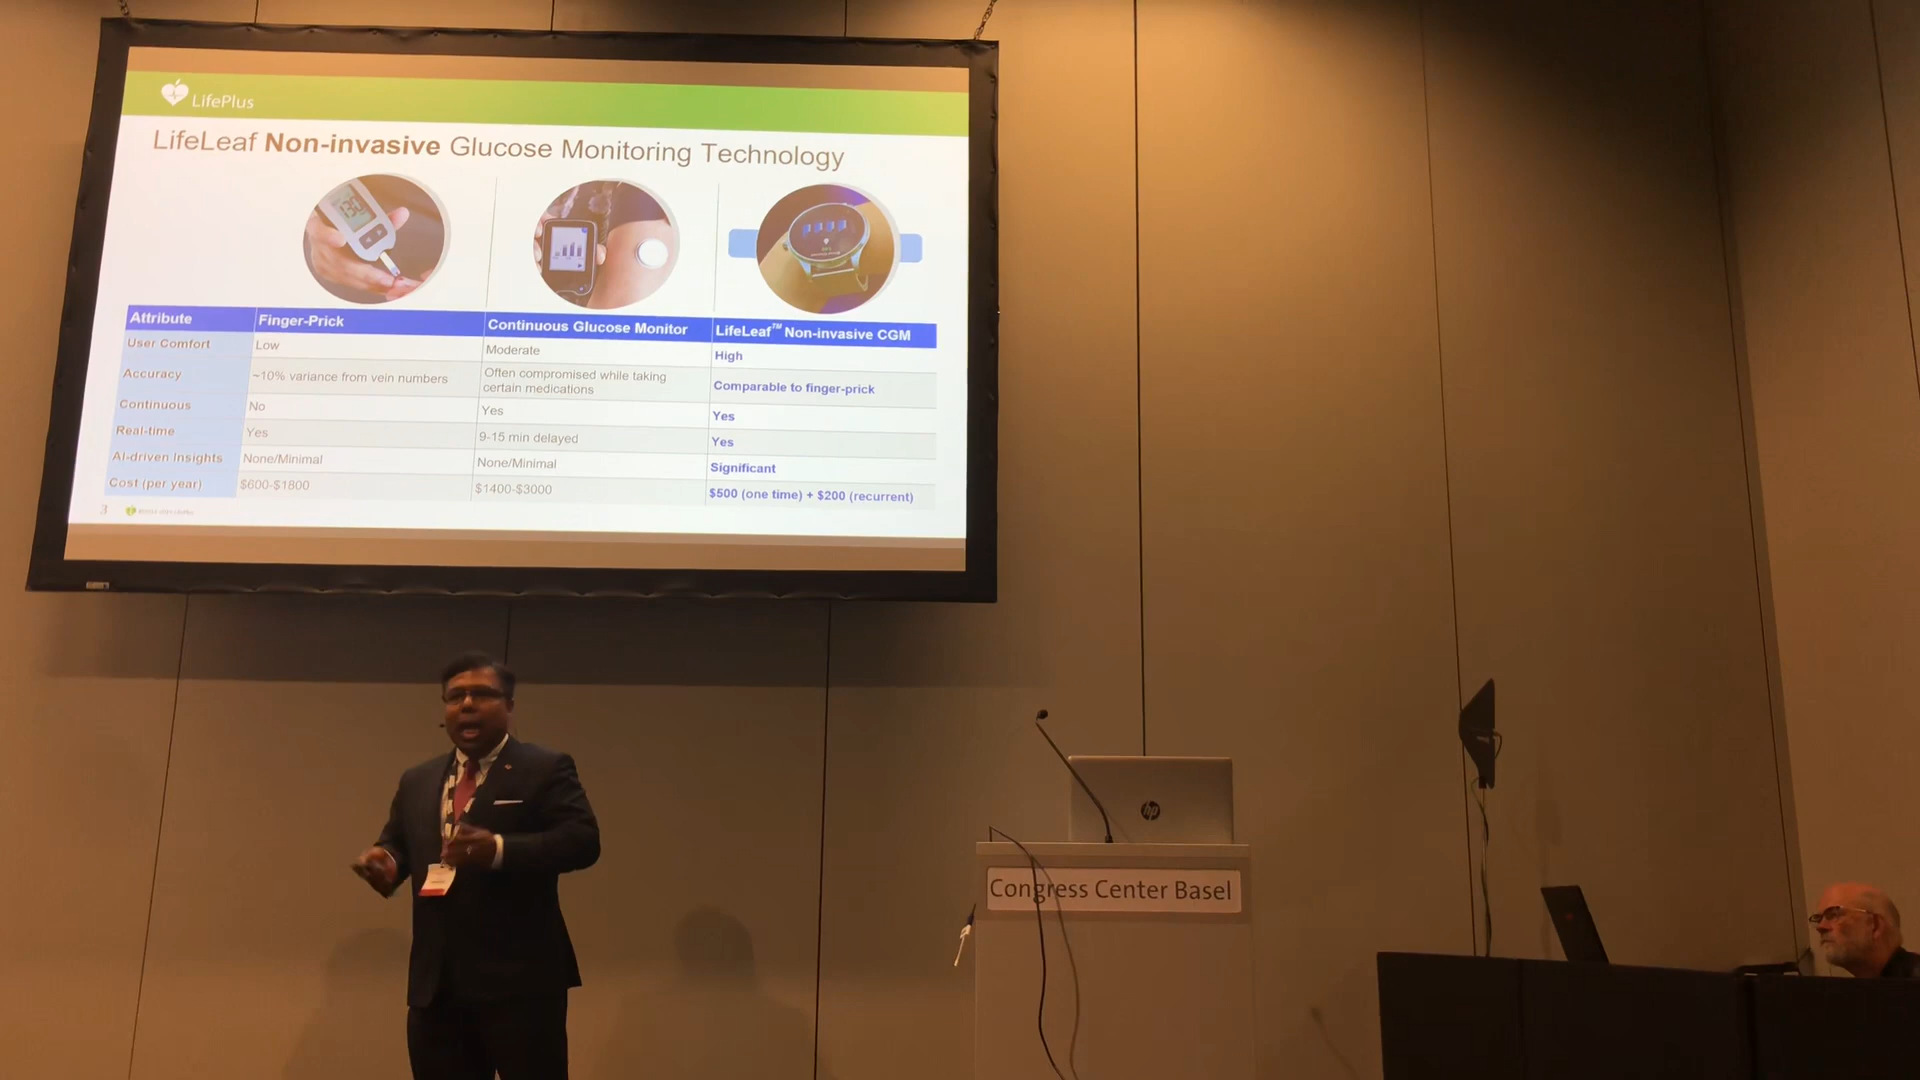 LifePlus
LifeLeaf Non-invasive Glucose Monitoring Technology
Attribute Finger-Prick Continuous Glucose Monitor LifeLeaf™ Non-invasive CGM
User Comfort Low Moderate High
Accuracy ~10% variance from vein numbers Often compromised while taking certain medications Comparable to finger-prick
Continuous No Yes Yes
Real-time Yes 9-15 min delayed Yes
AI-driven Insights None/Minimal None/Minimal Significant
Cost (per year) $600-$1800 $1400-$3000 $500 (one time) + $200 (recurrent)
3
hp
Congress Center Basel